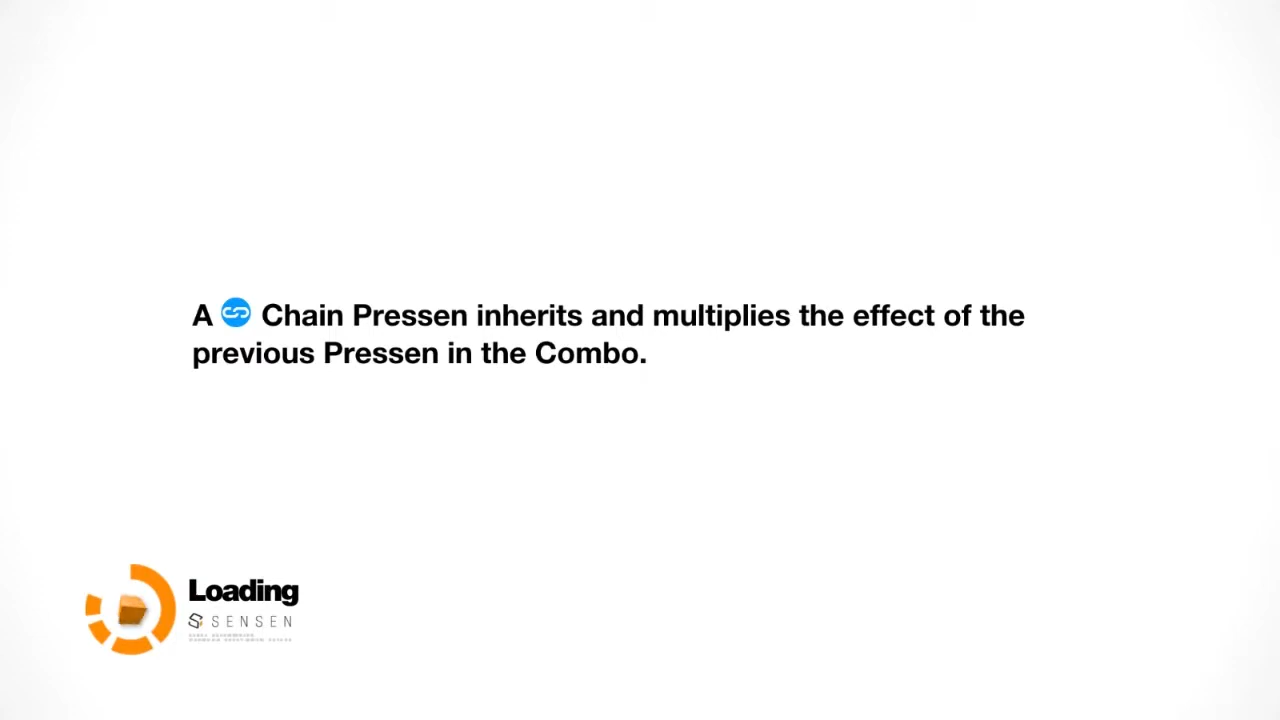 A Chain Pressen inherits and multiplies the effect of the
previous Pressen in the Combo.
Loading
SENSEN